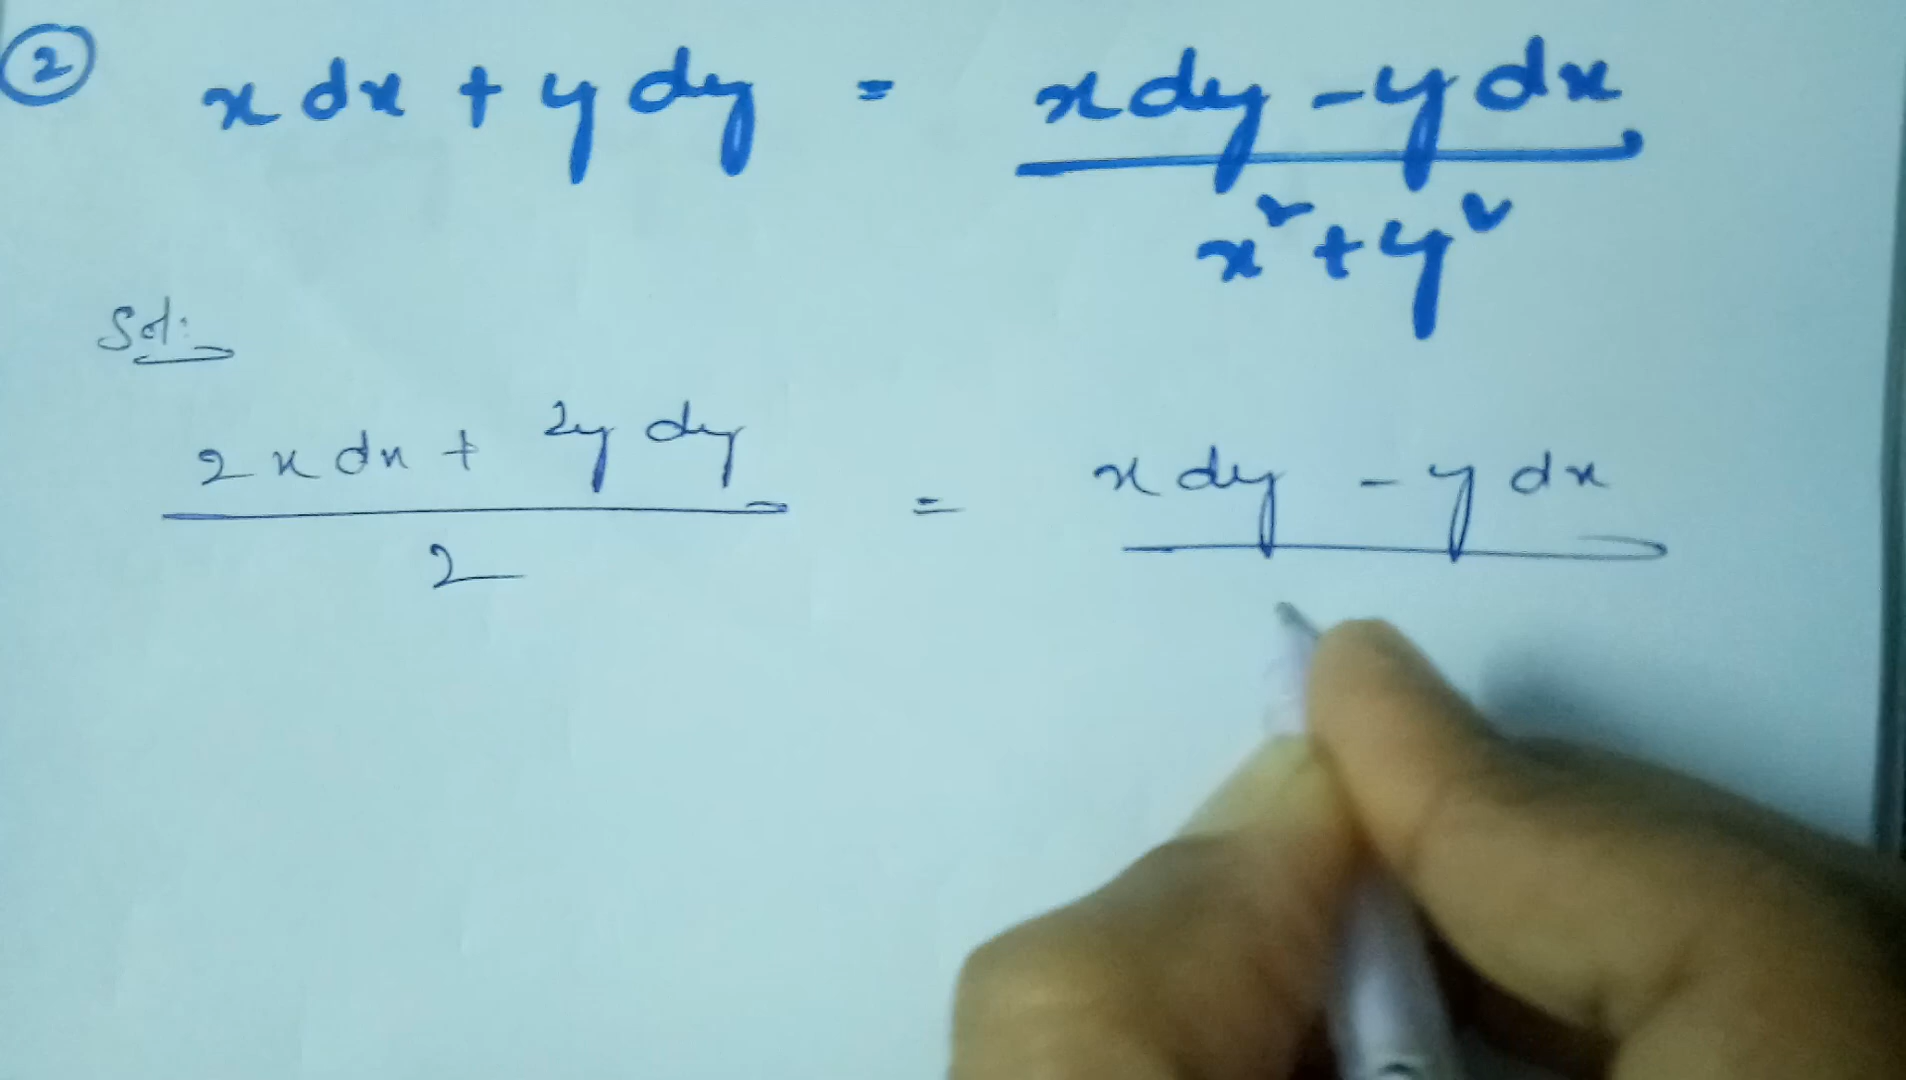 ② x dx + y dy = x dy - y dx / x² + y²
Sol:
2x dx + 2y dy / 2 = x dy - y dx /